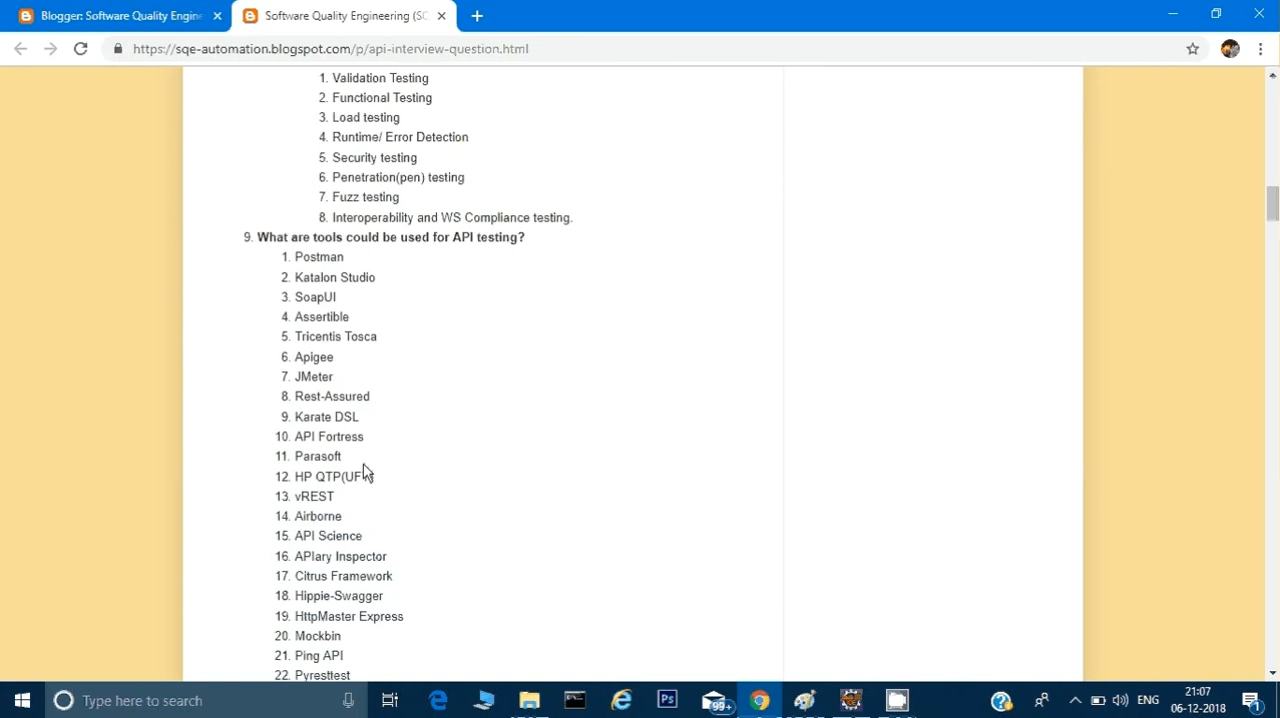 Blogger: Software Quality Engine
Software Quality Engineering (SC
https://sqe-automation.blogspot.com/p/api-interview-question.html
1. Validation Testing
2. Functional Testing
3. Load testing
4. Runtime/ Error Detection
5. Security testing
6. Penetration(pen) testing
7. Fuzz testing
8. Interoperability and WS Compliance testing.
9. What are tools could be used for API testing?
1. Postman
2. Katalon Studio
3. SoapUI
4. Assertible
5. Tricentis Tosca
6. Apigee
7. JMeter
8. Rest-Assured
9. Karate DSL
10. API Fortress
11. Parasoft
12. HP QTP(UF
13. vREST
14. Airborne
15. API Science
16. APIary Inspector
17. Citrus Framework
18. Hippie-Swagger
19. HttpMaster Express
20. Mockbin
21. Ping API
22. Pyresttest
Type here to search
Ps
99+
ENG
21:07
06-12-2018
1